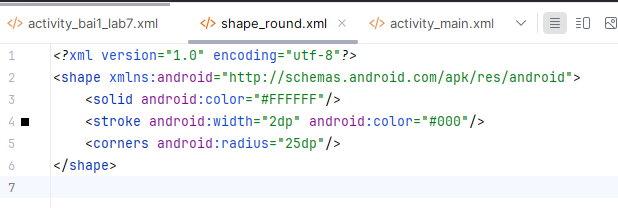 activity_bai1_lab7.xml shape_round.xml activity_main.xml
1 <?xml version="1.0" encoding="utf-8"?>
2 <shape xmlns:android="http://schemas.android.com/apk/res/android">
3 <solid android:color="#FFFFFF"/>
4 <stroke android:width="2dp" android:color="#000"/>
5 <corners android:radius="25dp"/>
6 </shape>
7